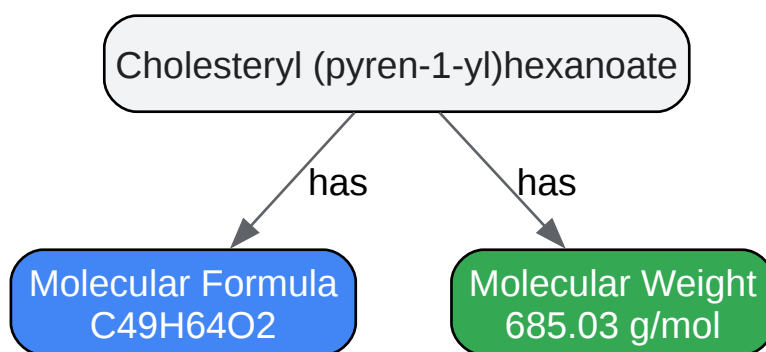 Cholesteryl (pyren-1-yl)hexanoate
has
has
Molecular Formula
C49H64O2
Molecular Weight
685.03 g/mol